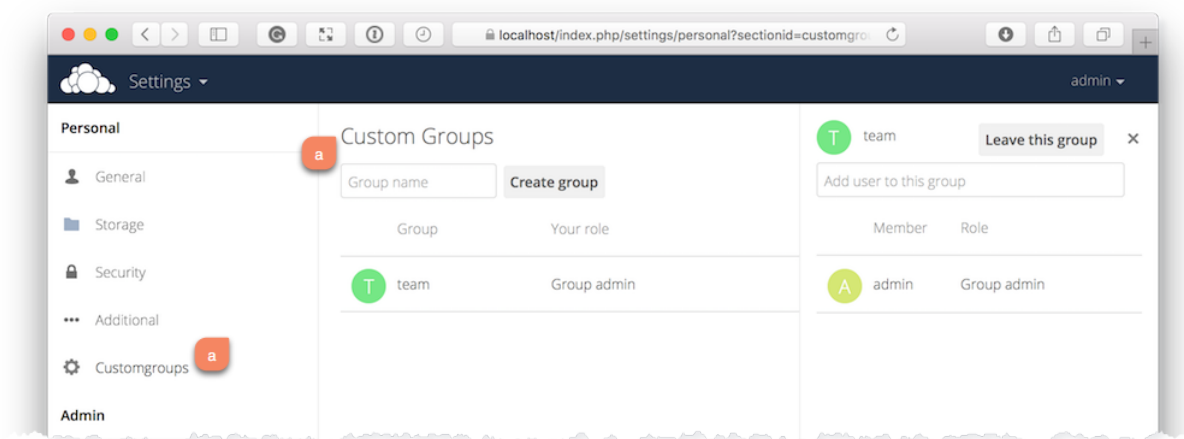 localhost/index.php/settings/personal?sectionid=customgro
Settings
admin
Personal
General
Storage
Security
Additional
a
Customgroups
Admin
a
Custom Groups
Group name
Create group
Group Your role
T team Group admin
T team
Leave this group
Add user to this group
Member Role
A admin Group admin